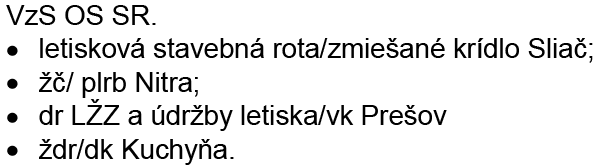 VzS OS SR.
• letisková stavebná rota/zmiešané krídlo Sliač;
• žč/ plrb Nitra;
• dr LŽZ a údržby letiska/vk Prešov
• ždr/dk Kuchyňa.